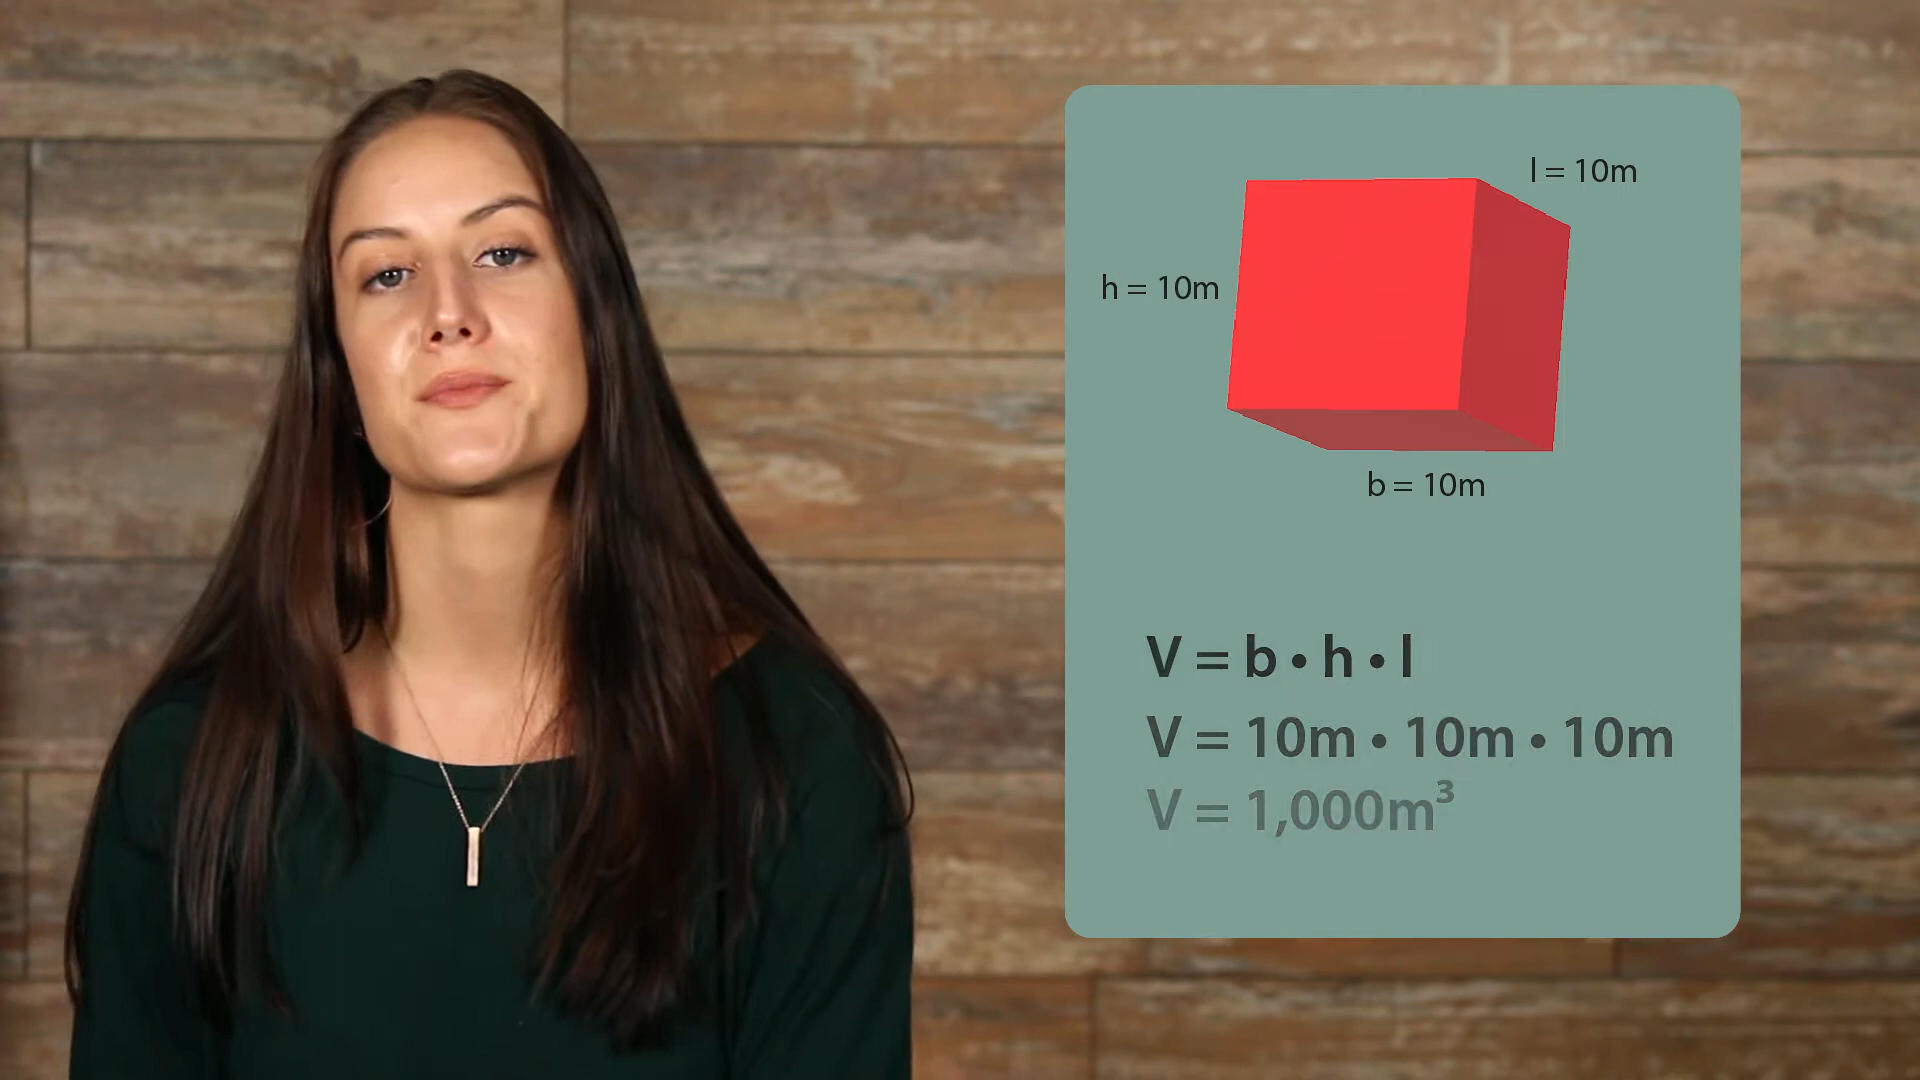 l = 10m
h = 10m
b = 10m
V = b • h • l
V = 10m • 10m • 10m
V = 1,000m³